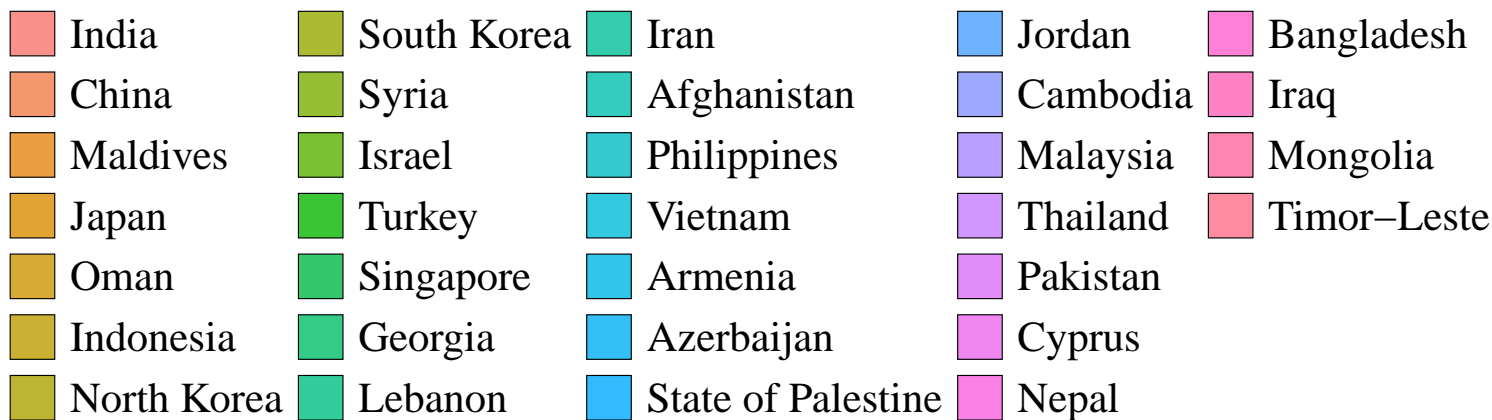 India
China
Maldives
Japan
Oman
Indonesia
North Korea
South Korea
Syria
Israel
Turkey
Singapore
Georgia
Lebanon
Iran
Afghanistan
Philippines
Vietnam
Armenia
Azerbaijan
State of Palestine
Jordan
Cambodia
Malaysia
Thailand
Pakistan
Cyprus
Nepal
Bangladesh
Iraq
Mongolia
Timor−Leste